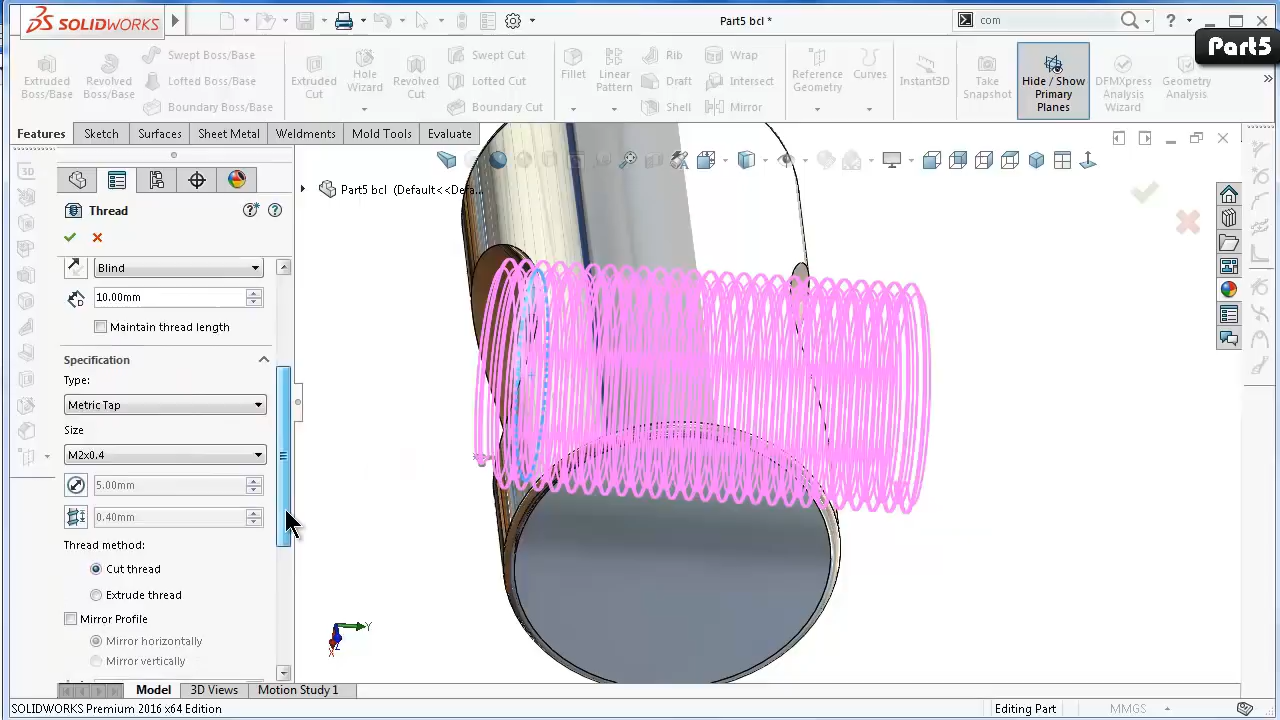 SOLIDWORKS
Part5 bcl *
com
Part5
Extruded Boss/Base
Revolved Boss/Base
Swept Boss/Base
Lofted Boss/Base
Boundary Boss/Base
Extruded Cut
Hole Wizard
Revolved Cut
Swept Cut
Lofted Cut
Boundary Cut
Fillet
Linear Pattern
Rib
Draft
Shell
Wrap
Intersect
Mirror
Reference Geometry
Curves
Instant3D
Take Snapshot
Hide / Show Primary Planes
DFMXpress Analysis Wizard
Geometry Analysis
Features
Sketch
Surfaces
Sheet Metal
Weldments
Mold Tools
Evaluate
Part5 bcl (Default<<Defa...
Thread
Blind
10.00mm
Maintain thread length
Specification
Type:
Metric Tap
Size
M2x0.4
5.00mm
0.40mm
Thread method:
Cut thread
Extrude thread
Mirror Profile
Mirror horizontally
Mirror vertically
Y
X
Z
Model
3D Views
Motion Study 1
SOLIDWORKS Premium 2016 x64 Edition
Editing Part
MMGS